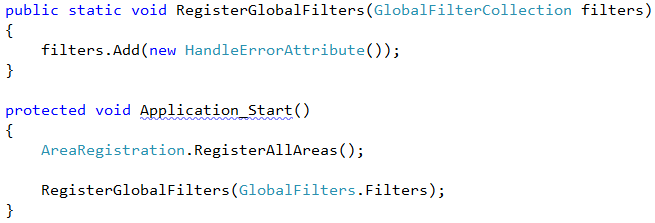 public static void RegisterGlobalFilters(GlobalFilterCollection filters)
{
    filters.Add(new HandleErrorAttribute());
}
protected void Application_Start()
{
    AreaRegistration.RegisterAllAreas();
    RegisterGlobalFilters(GlobalFilters.Filters);
}